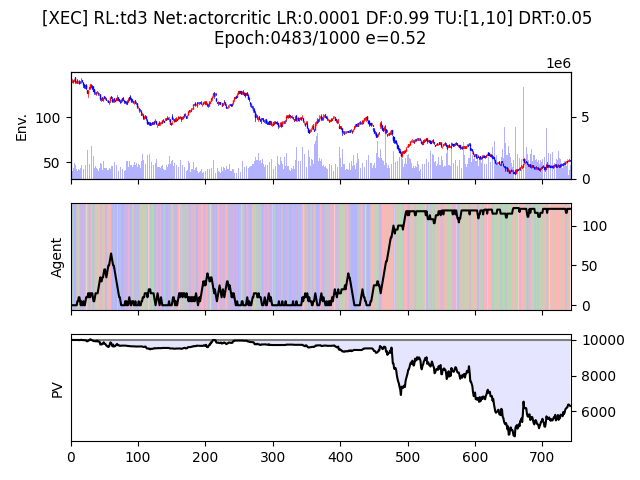 [XEC] RL:td3 Net:actorcritic LR:0.0001 DF:0.99 TU:[1,10] DRT:0.05
Epoch:0483/1000 e=0.52
1e6
Env.
100
50
5
0
Agent
100
50
0
PV
10000
8000
6000
0 100 200 300 400 500 600 700